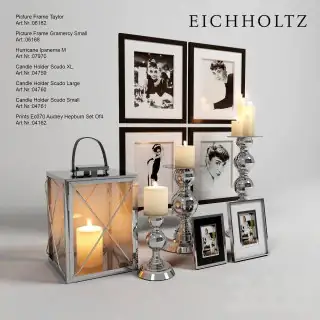 EICHHOLTZ
Picture Frame Taylor
Art.Nr.:06182
Picture Frame Gramercy Small
Art.:06168
Hurricane Ipanema M
Art.Nr.:07970
Candle Holder Scudo XL
Art.Nr.:04759
Candle Holder Scudo Large
Art.Nr.:04760
Candle Holder Scudo Small
Art.Nr.:04761
Prints Ec070 Audrey Hepburn Set Of4
Art.Nr.:04162